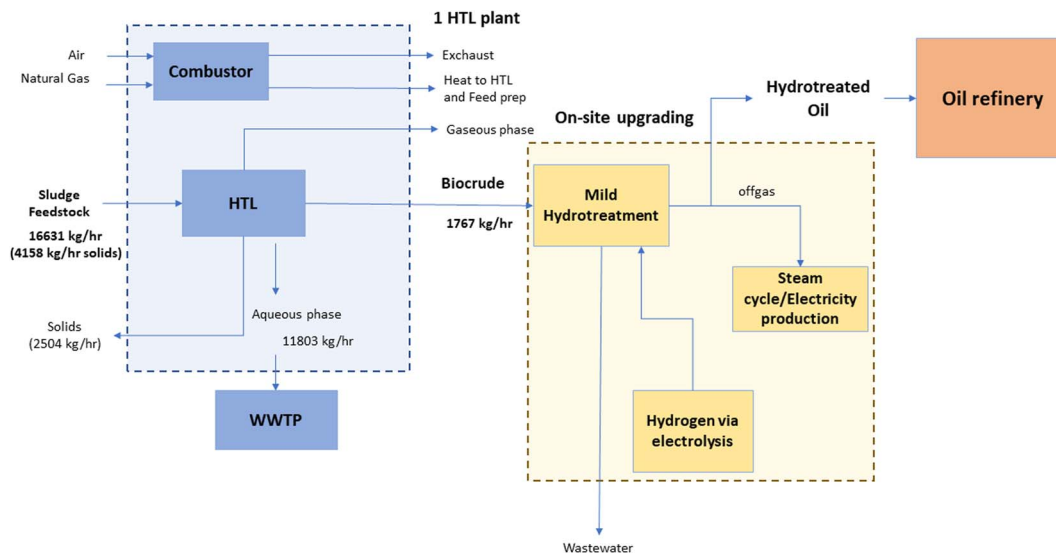 1 HTL plant
Air
Natural Gas
Combustor
Exchaust
Heat to HTL
and Feed prep
Gaseous phase
Sludge
Feedstock
16631 kg/hr
(4158 kg/hr solids)
HTL
Biocrude
1767 kg/hr
Solids
(2504 kg/hr)
Aqueous phase
11803 kg/hr
WWTP
On-site upgrading
Mild
Hydrotreatment
offgas
Hydrotreated
Oil
Oil refinery
Steam
cycle/Electricity
production
Hydrogen via
electrolysis
Wastewater